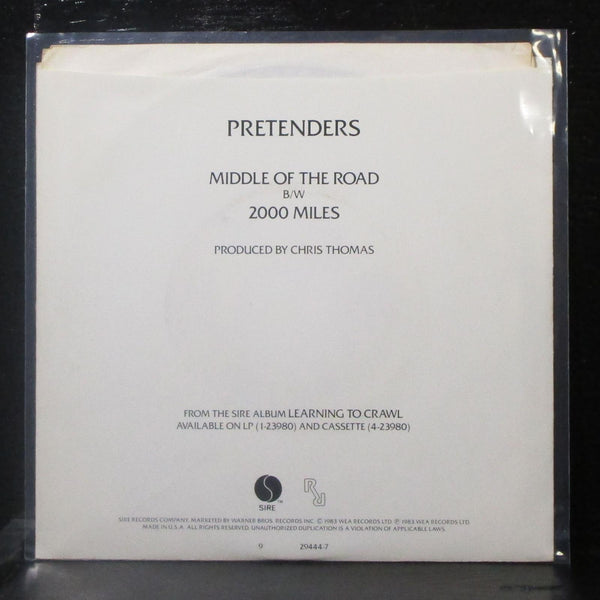 PRETENDERS
MIDDLE OF THE ROAD
B/W
2000 MILES
PRODUCED BY CHRIS THOMAS
FROM THE SIRE ALBUM LEARNING TO CRAWL
AVAILABLE ON LP (1-23980) AND CASSETTE (4-23980)
SIRE ™
SIRE RECORDS COMPANY, MARKETED BY WARNER BROS. RECORDS INC. © 1983 WEA RECORDS LTD. ℗ 1983 WEA RECORDS LTD.
MADE IN U.S.A. ALL RIGHTS RESERVED. UNAUTHORIZED DUPLICATION IS A VIOLATION OF APPLICABLE LAWS.
9 29444-7